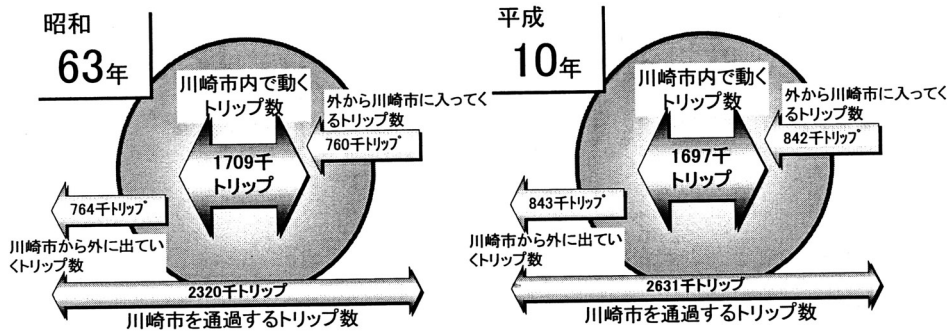 昭和
63年
川崎市内で動く
トリップ数
外から川崎市に入ってく
るトリップ数
760千トリップ
1709千
トリップ
764千トリップ
川崎市から外に出てい
くトリップ数
2320千トリップ
川崎市を通過するトリップ数
平成
10年
川崎市内で動く
トリップ数
外から川崎市に入ってく
るトリップ数
842千トリップ
1697千
トリップ
843千トリップ
川崎市から外に出てい
くトリップ数
2631千トリップ
川崎市を通過するトリップ数